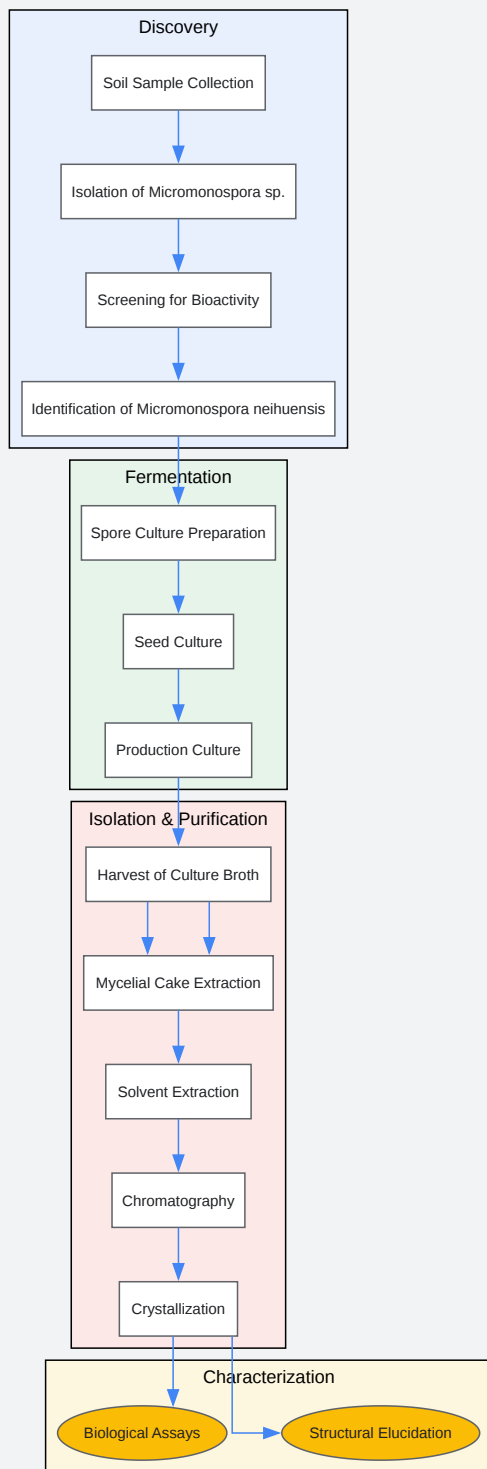 Discovery
Soil Sample Collection
Isolation of Micromonospora sp.
Screening for Bioactivity
Identification of Micromonospora neihuensis
Fermentation
Spore Culture Preparation
Seed Culture
Production Culture
Isolation & Purification
Harvest of Culture Broth
Mycelial Cake Extraction
Solvent Extraction
Chromatography
Crystallization
Characterization
Biological Assays
Structural Elucidation